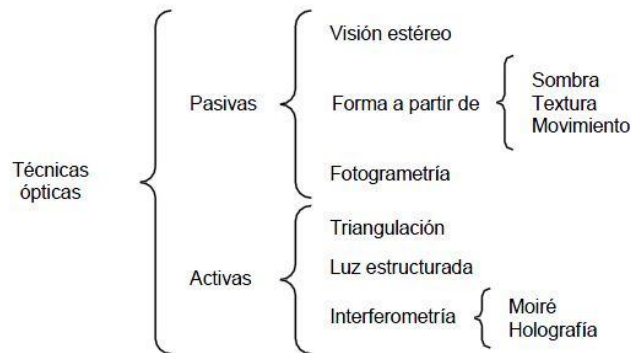 Técnicas
ópticas
Pasivas
Visión estéreo
Forma a partir de
Sombra
Textura
Movimiento
Fotogrametría
Activas
Triangulación
Luz estructurada
Interferometría
Moiré
Holografía